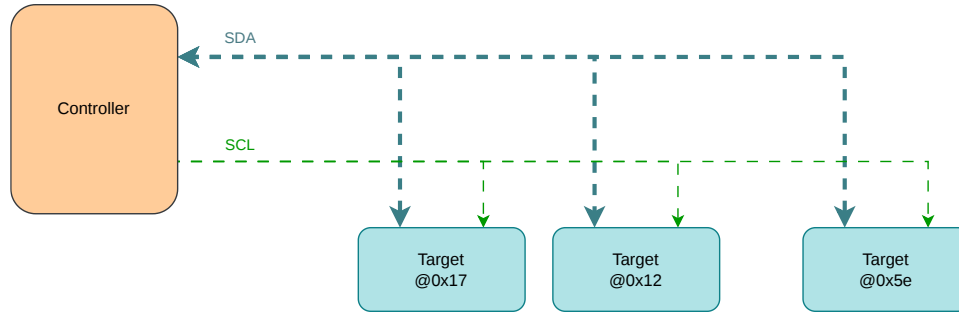 SDA
Controller
SCL
Target
@0x17
Target
@0x12
Target
@0x5e